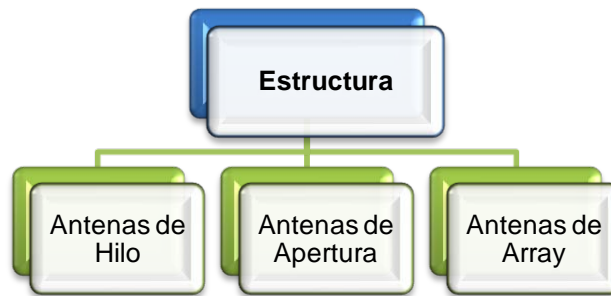 Estructura
Antenas de
Hilo
Antenas de
Apertura
Antenas de
Array